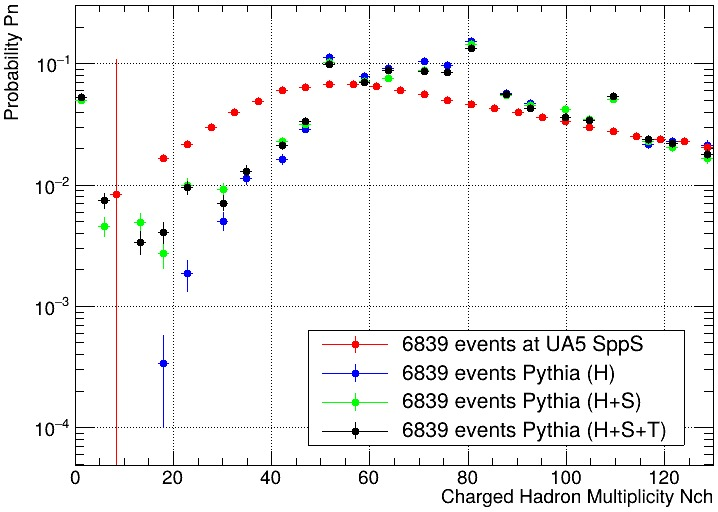 Probability Pn
10⁻¹
10⁻²
10⁻³
10⁻⁴
6839 events at UA5 SppS
6839 events Pythia (H)
6839 events Pythia (H+S)
6839 events Pythia (H+S+T)
0 20 40 60 80 100 120
Charged Hadron Multiplicity Nch